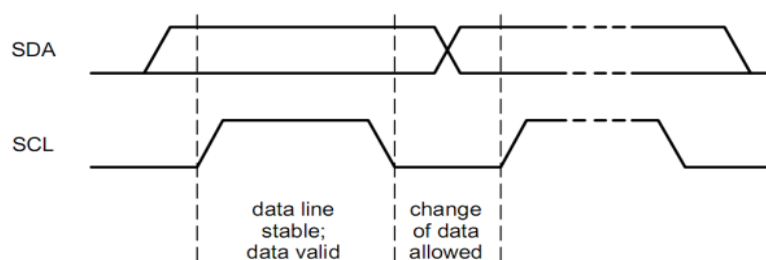 SDA
SCL
data line
stable;
data valid
change
of data
allowed